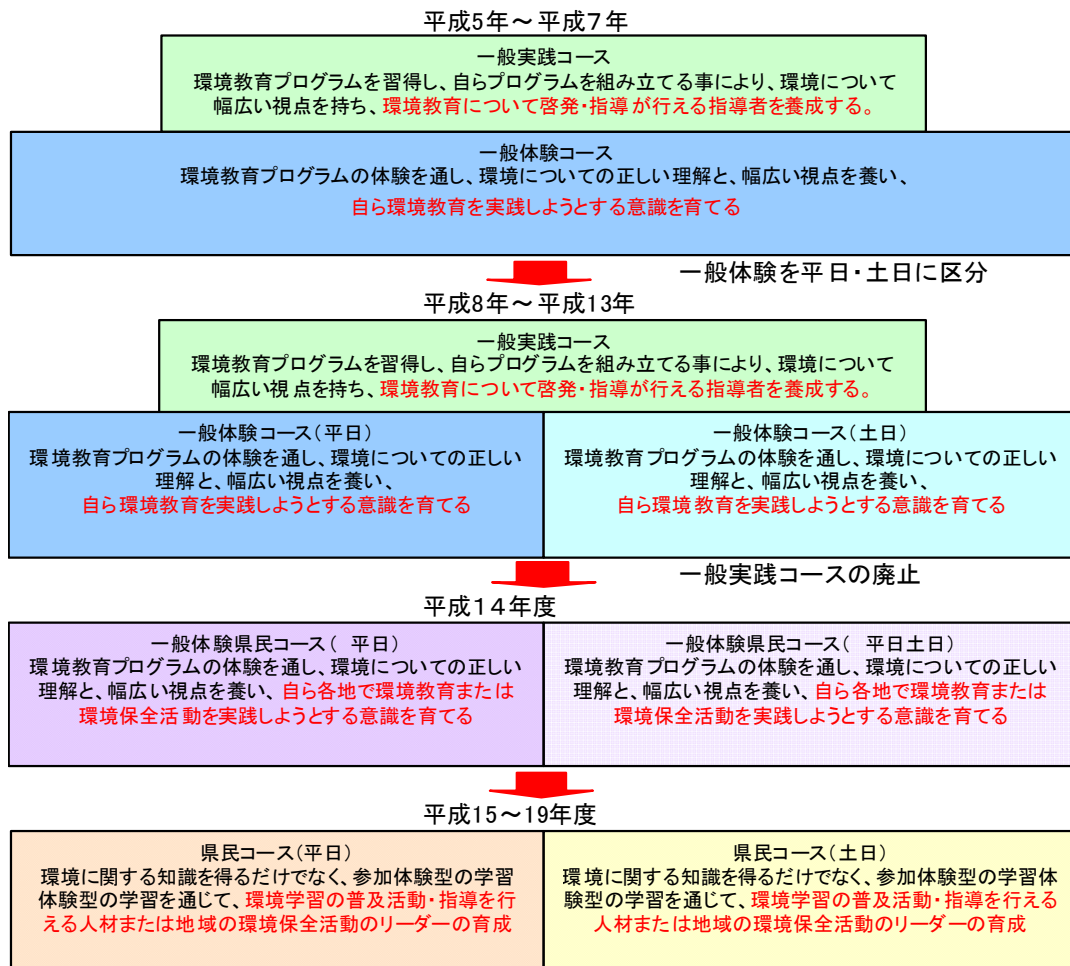 平成5年～平成7年
一般実践コース
環境教育プログラムを習得し、自らプログラムを組み立てる事により、環境について
幅広い視点を持ち、環境教育について啓発・指導が行える指導者を養成する。
一般体験コース
環境教育プログラムの体験を通し、環境についての正しい理解と、幅広い視点を養い、
自ら環境教育を実践しようとする意識を育てる
一般体験を平日・土日に区分
平成8年～平成13年
一般実践コース
環境教育プログラムを習得し、自らプログラムを組み立てる事により、環境について
幅広い視点を持ち、環境教育について啓発・指導が行える指導者を養成する。
一般体験コース(平日)
環境教育プログラムの体験を通し、環境についての正しい
理解と、幅広い視点を養い、
自ら環境教育を実践しようとする意識を育てる
一般体験コース(土日)
環境教育プログラムの体験を通し、環境についての正しい
理解と、幅広い視点を養い、
自ら環境教育を実践しようとする意識を育てる
一般実践コースの廃止
平成14年度
一般体験県民コース( 平日)
環境教育プログラムの体験を通し、環境についての正しい
理解と、幅広い視点を養い、自ら各地で環境教育または
環境保全活動を実践しようとする意識を育てる
一般体験県民コース( 平日土日)
環境教育プログラムの体験を通し、環境についての正しい
理解と、幅広い視点を養い、自ら各地で環境教育または
環境保全活動を実践しようとする意識を育てる
平成15～19年度
県民コース(平日)
環境に関する知識を得るだけでなく、参加体験型の学習
体験型の学習を通じて、環境学習の普及活動・指導を行
える人材または地域の環境保全活動のリーダーの育成
県民コース(土日)
環境に関する知識を得るだけでなく、参加体験型の学習体
験型の学習を通じて、環境学習の普及活動・指導を行える
人材または地域の環境保全活動のリーダーの育成